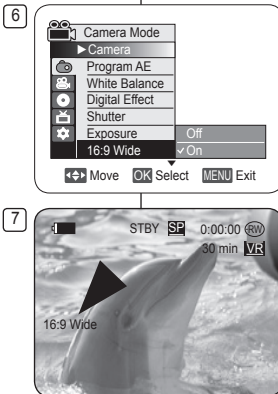 6
Camera Mode
►Camera
Program AE
White Balance
Digital Effect
Shutter
Exposure Off
16:9 Wide ✓On
Move OK Select MENU Exit
7
STBY SP 0:00:00 RW
30 min VR
16:9 Wide